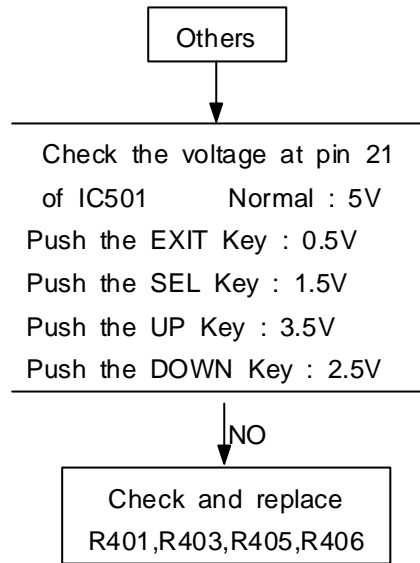 Others
Check the voltage at pin 21
of IC501 Normal : 5V
Push the EXIT Key : 0.5V
Push the SEL Key : 1.5V
Push the UP Key : 3.5V
Push the DOWN Key : 2.5V
NO
Check and replace
R401,R403,R405,R406